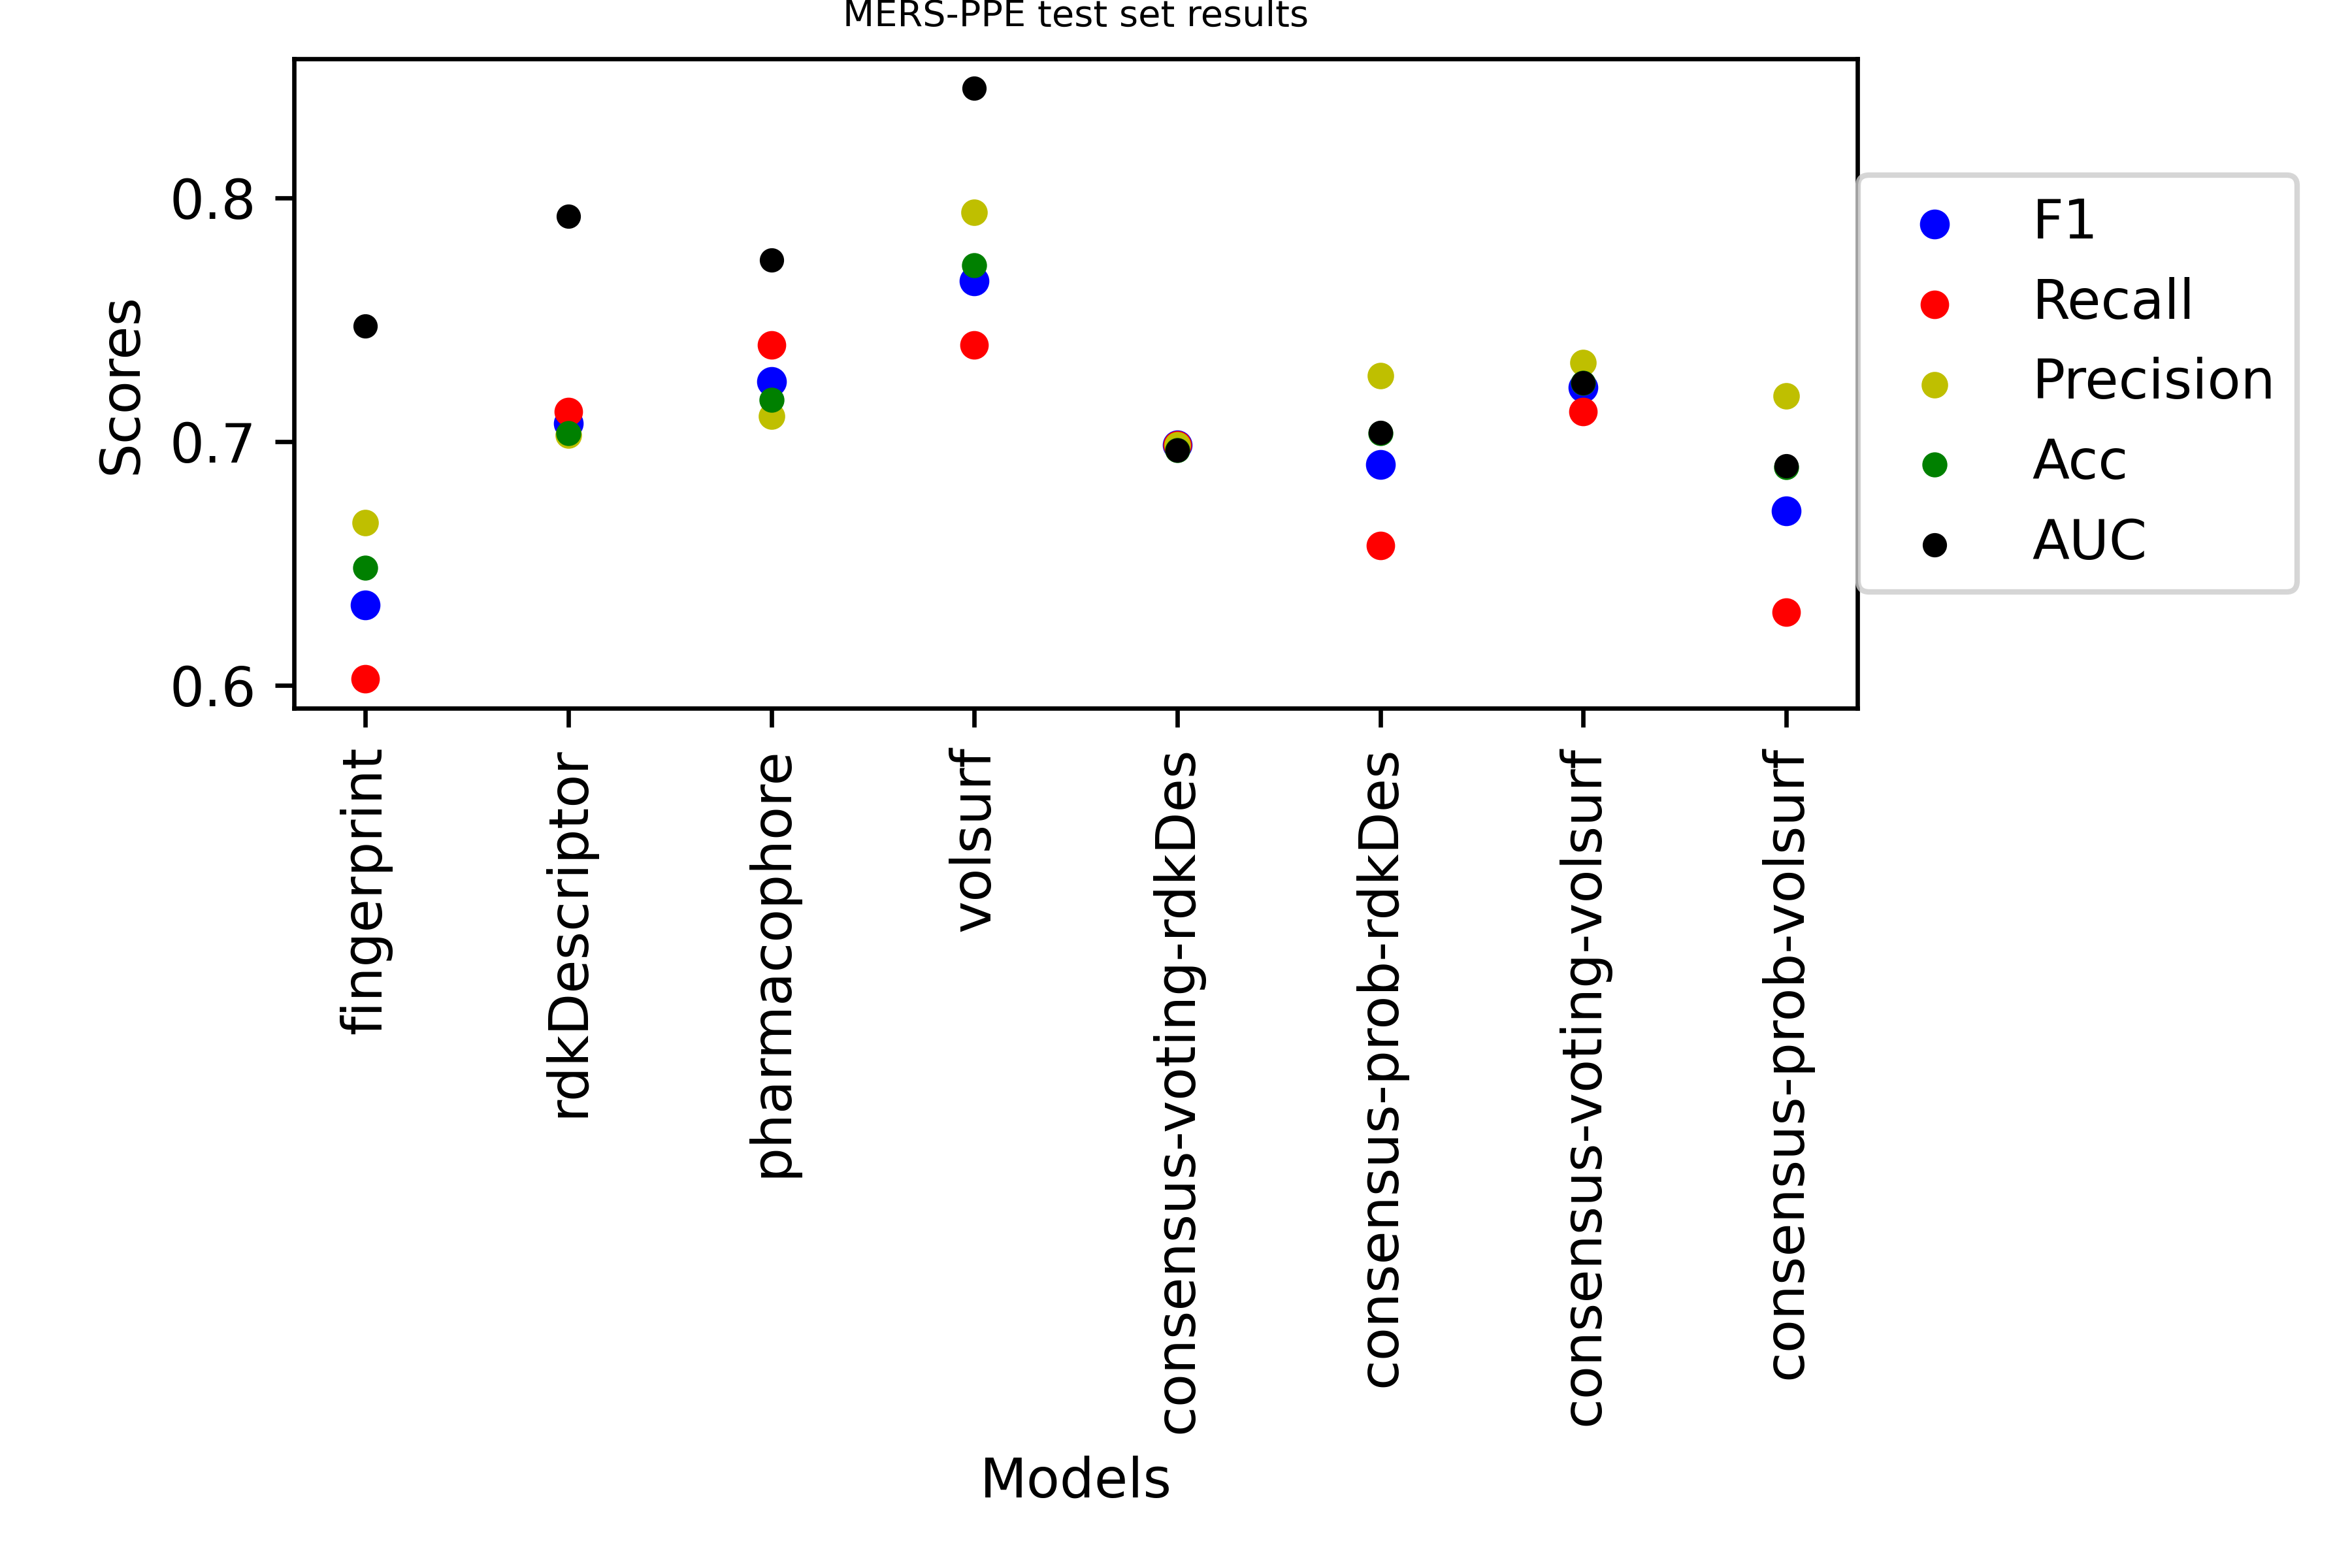 MERS-PPE test set results
Scores
0.8
0.7
0.6
F1
Recall
Precision
Acc
AUC
fingerprint
rdkDescriptor
pharmacophore
volsurf
consensus-voting-rdkDes
consensus-prob-rdkDes
consensus-voting-volsurf
consensus-prob-volsurf
Models